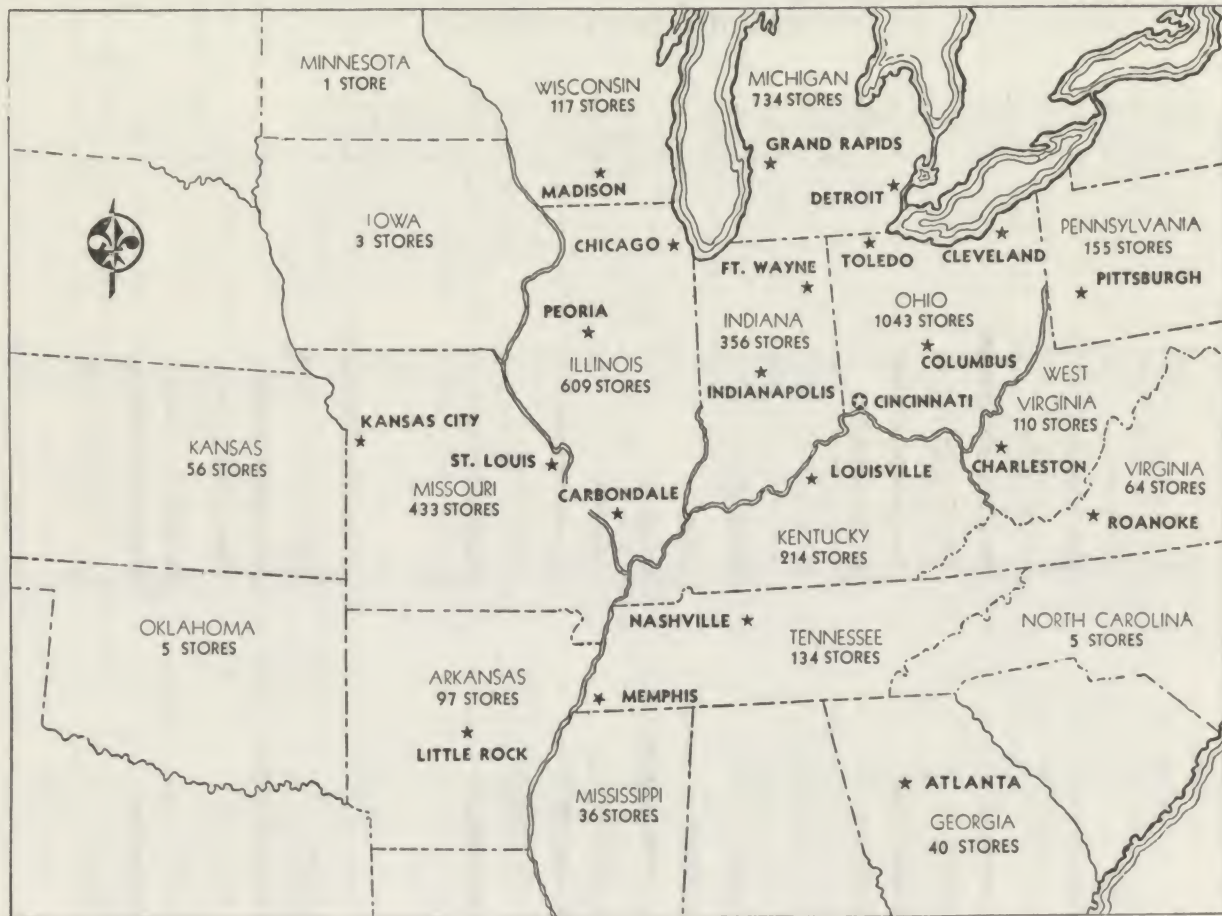 MINNESOTA
1 STORE
WISCONSIN
117 STORES
MICHIGAN
734 STORES
GRAND RAPIDS
MADISON
DETROIT
IOWA
3 STORES
CHICAGO
FT. WAYNE
TOLEDO
CLEVELAND
PENNSYLVANIA
155 STORES
PITTSBURGH
PEORIA
ILLINOIS
609 STORES
INDIANA
356 STORES
INDIANAPOLIS
OHIO
1043 STORES
COLUMBUS
WEST
VIRGINIA
110 STORES
CHARLESTON
CINCINNATI
KANSAS CITY
KANSAS
56 STORES
ST. LOUIS
MISSOURI
433 STORES
CARBONDALE
LOUISVILLE
VIRGINIA
64 STORES
ROANOKE
KENTUCKY
214 STORES
OKLAHOMA
5 STORES
NASHVILLE
TENNESSEE
134 STORES
NORTH CAROLINA
5 STORES
ARKANSAS
97 STORES
LITTLE ROCK
MEMPHIS
MISSISSIPPI
36 STORES
ATLANTA
GEORGIA
40 STORES